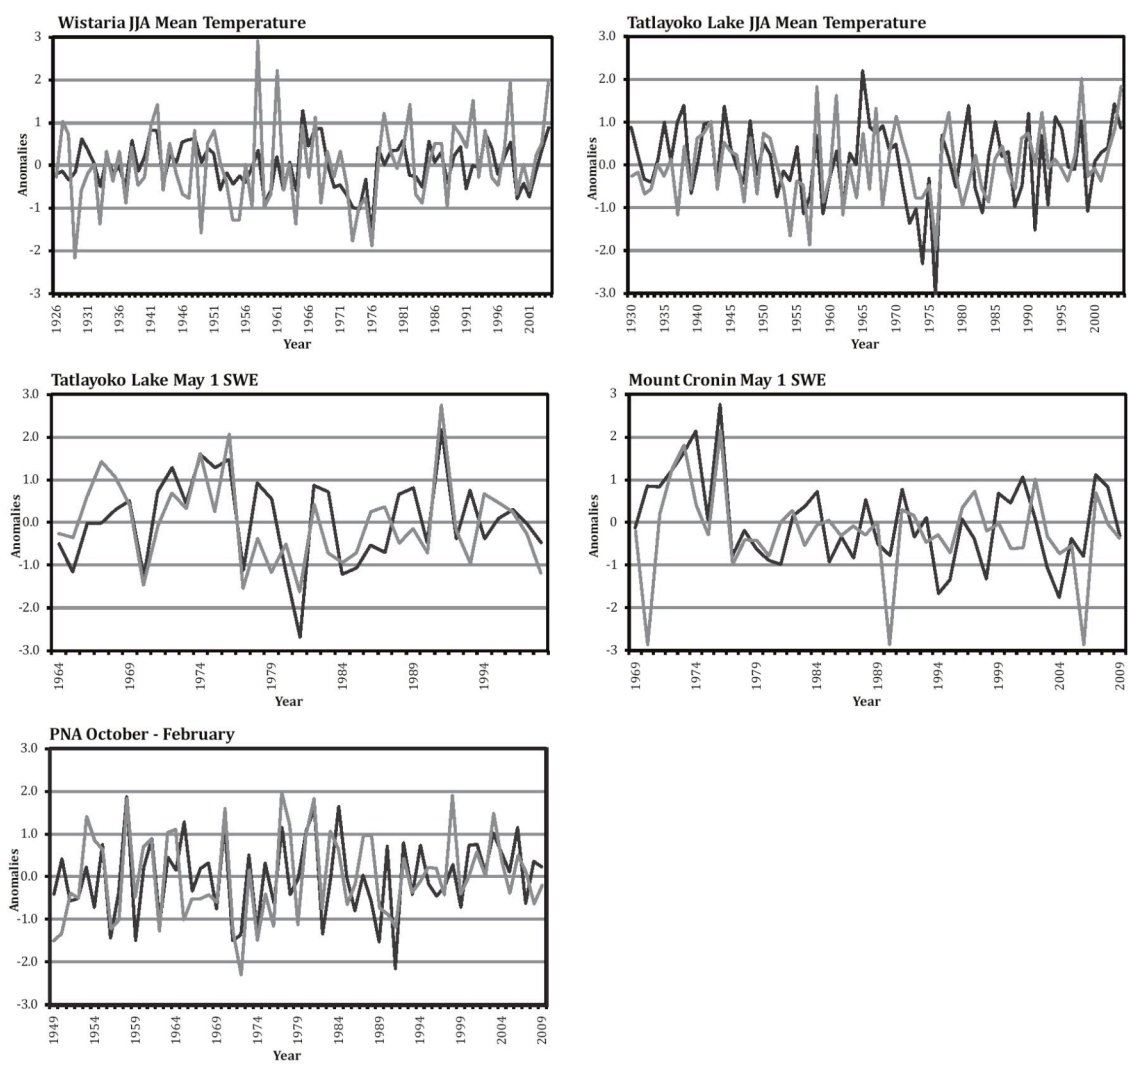 Wistaria JJA Mean Temperature
3
2
1
0.0
-1
-2
-3
Anomalies
1926 1931 1936 1941 1946 1951 1956 1961 1966 1971 1976 1981 1986 1991 1996 2001
Year
Tatlayoko Lake JJA Mean Temperature
3.0
2.0
1.0
0.0
-1.0
-2.0
-3.0
Anomalies
1930 1935 1940 1945 1950 1955 1960 1965 1970 1975 1980 1985 1990 1995 2000
Year
Tatlayoko Lake May 1 SWE
3.0
2.0
1.0
0.0
-1.0
-2.0
-3.0
Anomalies
1964 1969 1974 1979 1984 1989 1994
Year
Mount Cronin May 1 SWE
3
2
1
0.0
-1
-2
-3
Anomalies
1969 1974 1979 1984 1989 1994 1999 2004 2009
Year
PNA October - February
3.0
2.0
1.0
0.0
-1.0
-2.0
-3.0
Anomalies
1949 1954 1959 1964 1969 1974 1979 1984 1989 1994 1999 2004 2009
Year